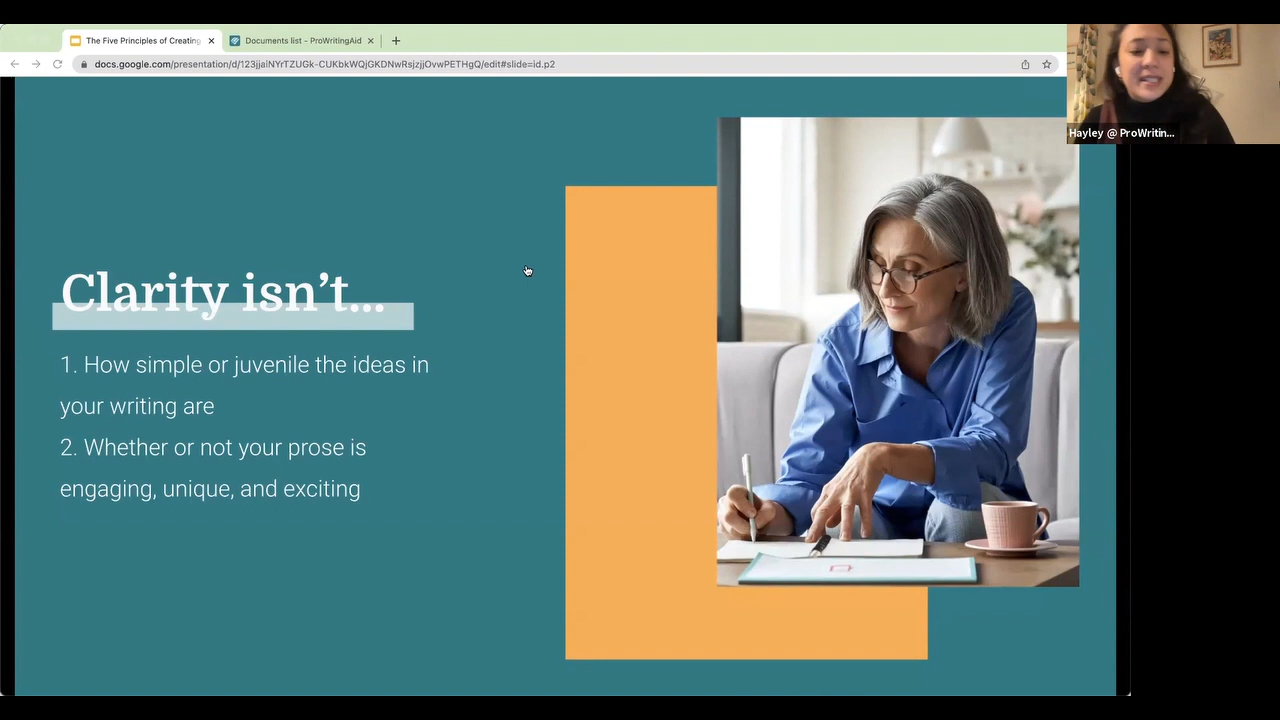 The Five Principles of Creating
Documents list - ProWritingAid
docs.google.com/presentation/d/123jjaINYrTZUGk-CUKbkWQjGKDNwRsjzjjOvwPETHgQ/edit#slide=id.p2
Hayley @ ProWritin...
Clarity isn't...
1. How simple or juvenile the ideas in
your writing are
2. Whether or not your prose is
engaging, unique, and exciting